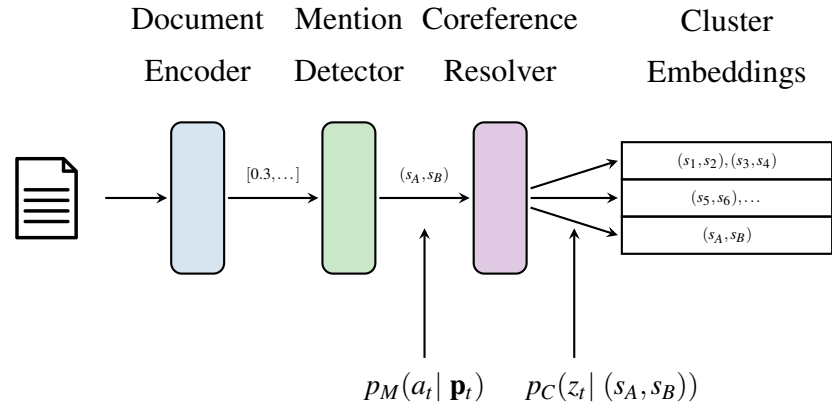 Document Encoder
Mention Detector
Coreference Resolver
Cluster Embeddings
[0.3,…]
(s_A, s_B)
(s_1, s_2), (s_3, s_4)
(s_5, s_6), …
(s_A, s_B)
p_M(a_t| 𝐩_t)
p_C(z_t| (s_A, s_B))